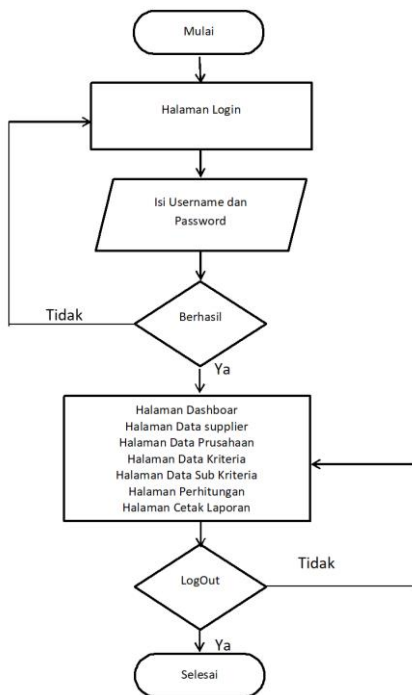 Mulai
Halaman Login
Isi Username dan
Password
Berhasil
Tidak
Ya
Halaman Dashboar
Halaman Data supplier
Halaman Data Prusahaan
Halaman Data Kriteria
Halaman Data Sub Kriteria
Halaman Perhitungan
Halaman Cetak Laporan
LogOut
Tidak
Ya
Selesai